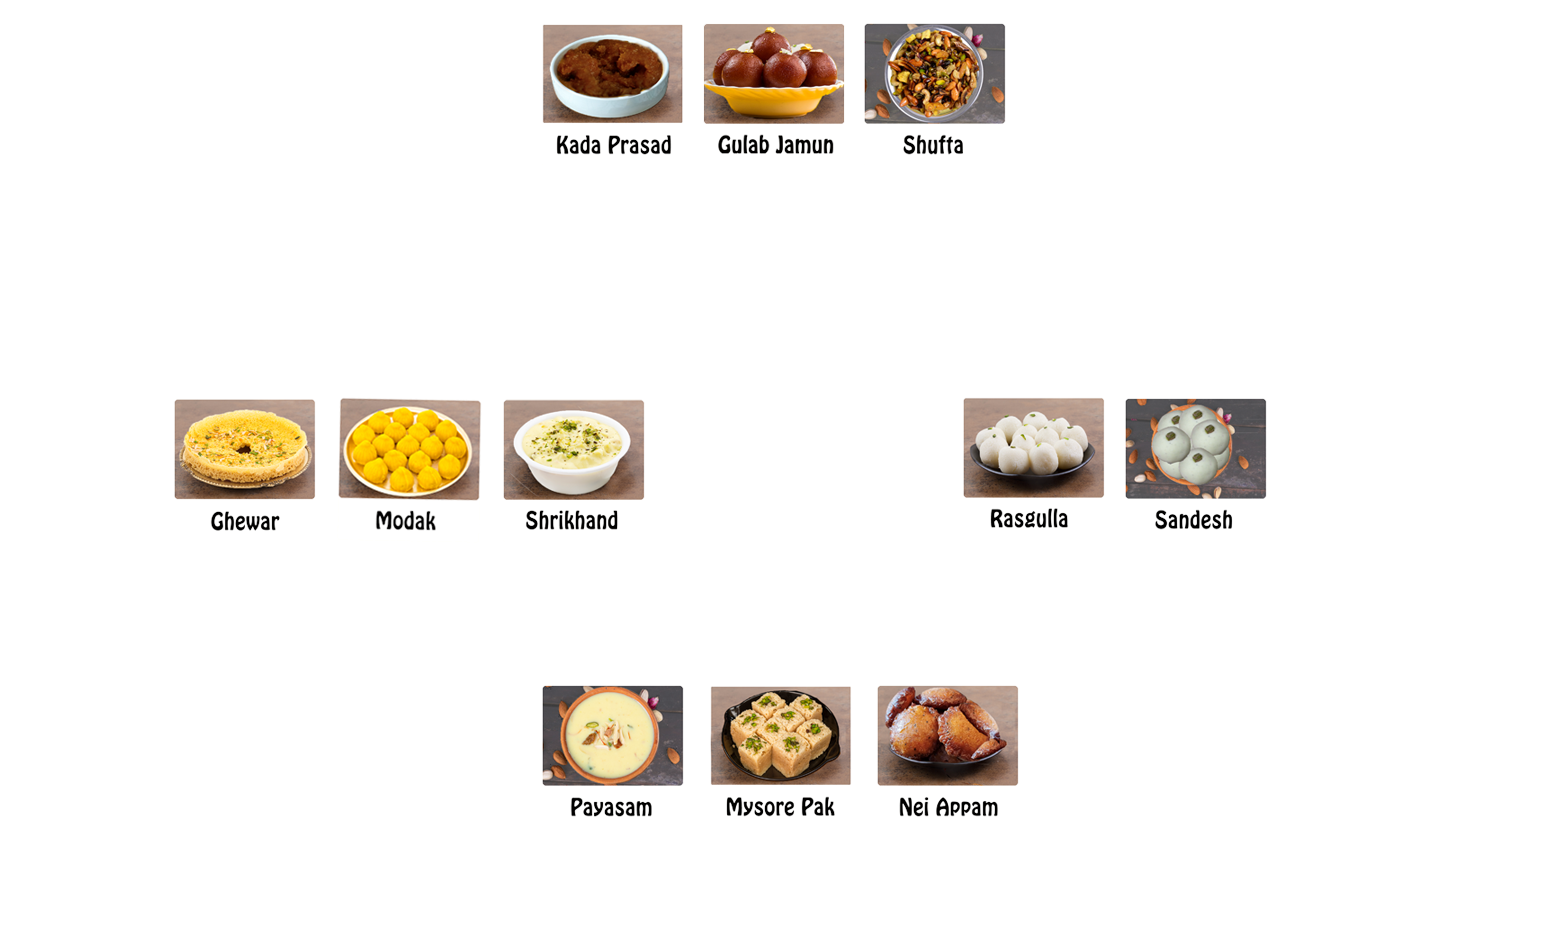 Kada Prasad
Gulab Jamun
Shufta
Ghewar
Modak
Shrikhand
Rasgulla
Sandesh
Payasam
Mysore Pak
Nei Appam